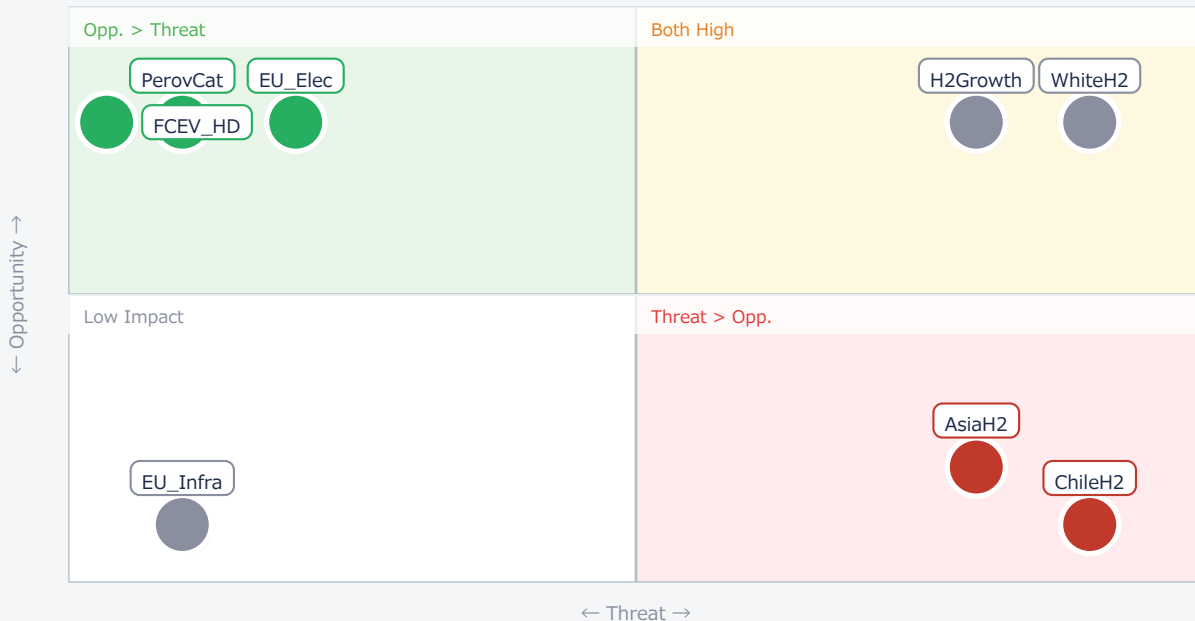 Opp. > Threat
Both High
PerovCat
EU_Elec
H2Growth
WhiteH2
FCEV_HD
← Opportunity →
Low Impact
Threat > Opp.
AsiaH2
EU_Infra
ChileH2
← Threat →